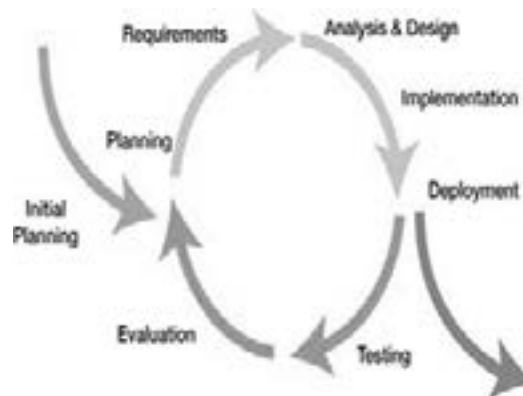 Requirements
Analysis & Design
Implementation
Planning
Deployment
Initial
Planning
Evaluation
Testing